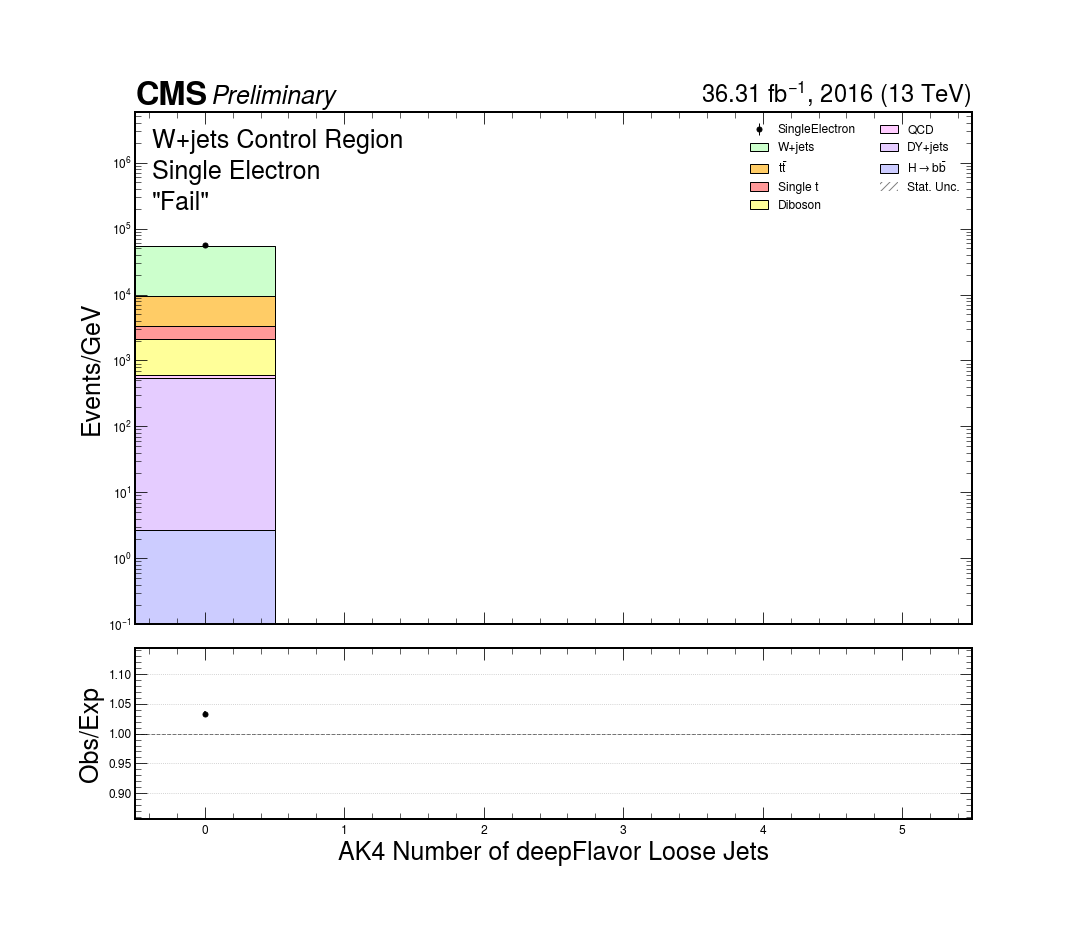 CMS Preliminary
36.31 fb⁻¹, 2016 (13 TeV)
W+jets Control Region
Single Electron
"Fail"
SingleElectron
W+jets
tt̄
Single t
Diboson
QCD
DY+jets
H→bb̄
Stat. Unc.
Events/GeV
10⁶
10⁵
10⁴
10³
10²
10¹
10⁰
10⁻¹
Obs/Exp
1.10
1.05
1.00
0.95
0.90
0 1 2 3 4 5
AK4 Number of deepFlavor Loose Jets